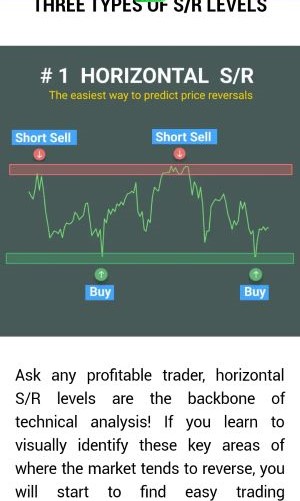 THREE TYPES OF S/R LEVELS
# 1 HORIZONTAL S/R
The easiest way to predict price reversals
Short Sell
Short Sell
Buy
Buy
Ask any profitable trader, horizontal
S/R levels are the backbone of
technical analysis! If you learn to
visually identify these key areas of
where the market tends to reverse, you
will start to find easy trading